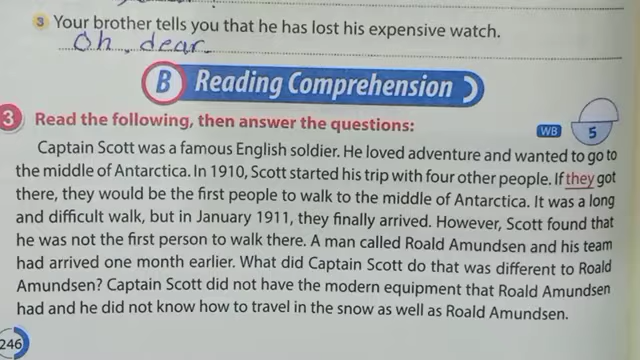 3 Your brother tells you that he has lost his expensive watch.
Oh, dear.
B Reading Comprehension
3 Read the following, then answer the questions:
WB 5
Captain Scott was a famous English soldier. He loved adventure and wanted to go to
the middle of Antarctica. In 1910, Scott started his trip with four other people. If they got
there, they would be the first people to walk to the middle of Antarctica. It was a long
and difficult walk, but in January 1911, they finally arrived. However, Scott found that
he was not the first person to walk there. A man called Roald Amundsen and his team
had arrived one month earlier. What did Captain Scott do that was different to Roald
Amundsen? Captain Scott did not have the modern equipment that Roald Amundsen
had and he did not know how to travel in the snow as well as Roald Amundsen.
246